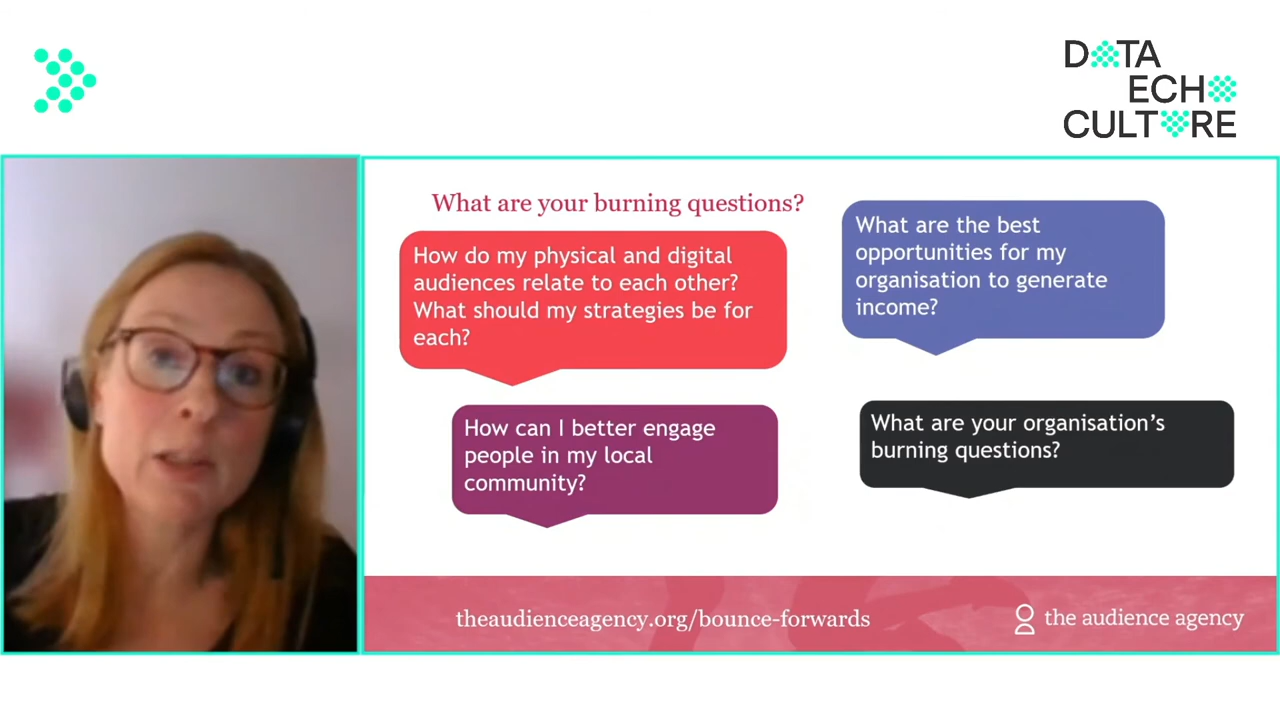 DATA
ECHO
CULTURE
What are your burning questions?
How do my physical and digital
audiences relate to each other?
What should my strategies be for
each?
What are the best
opportunities for my
organisation to generate
income?
How can I better engage
people in my local
community?
What are your organisation’s
burning questions?
theaudienceagency.org/bounce-forwards
the audience agency